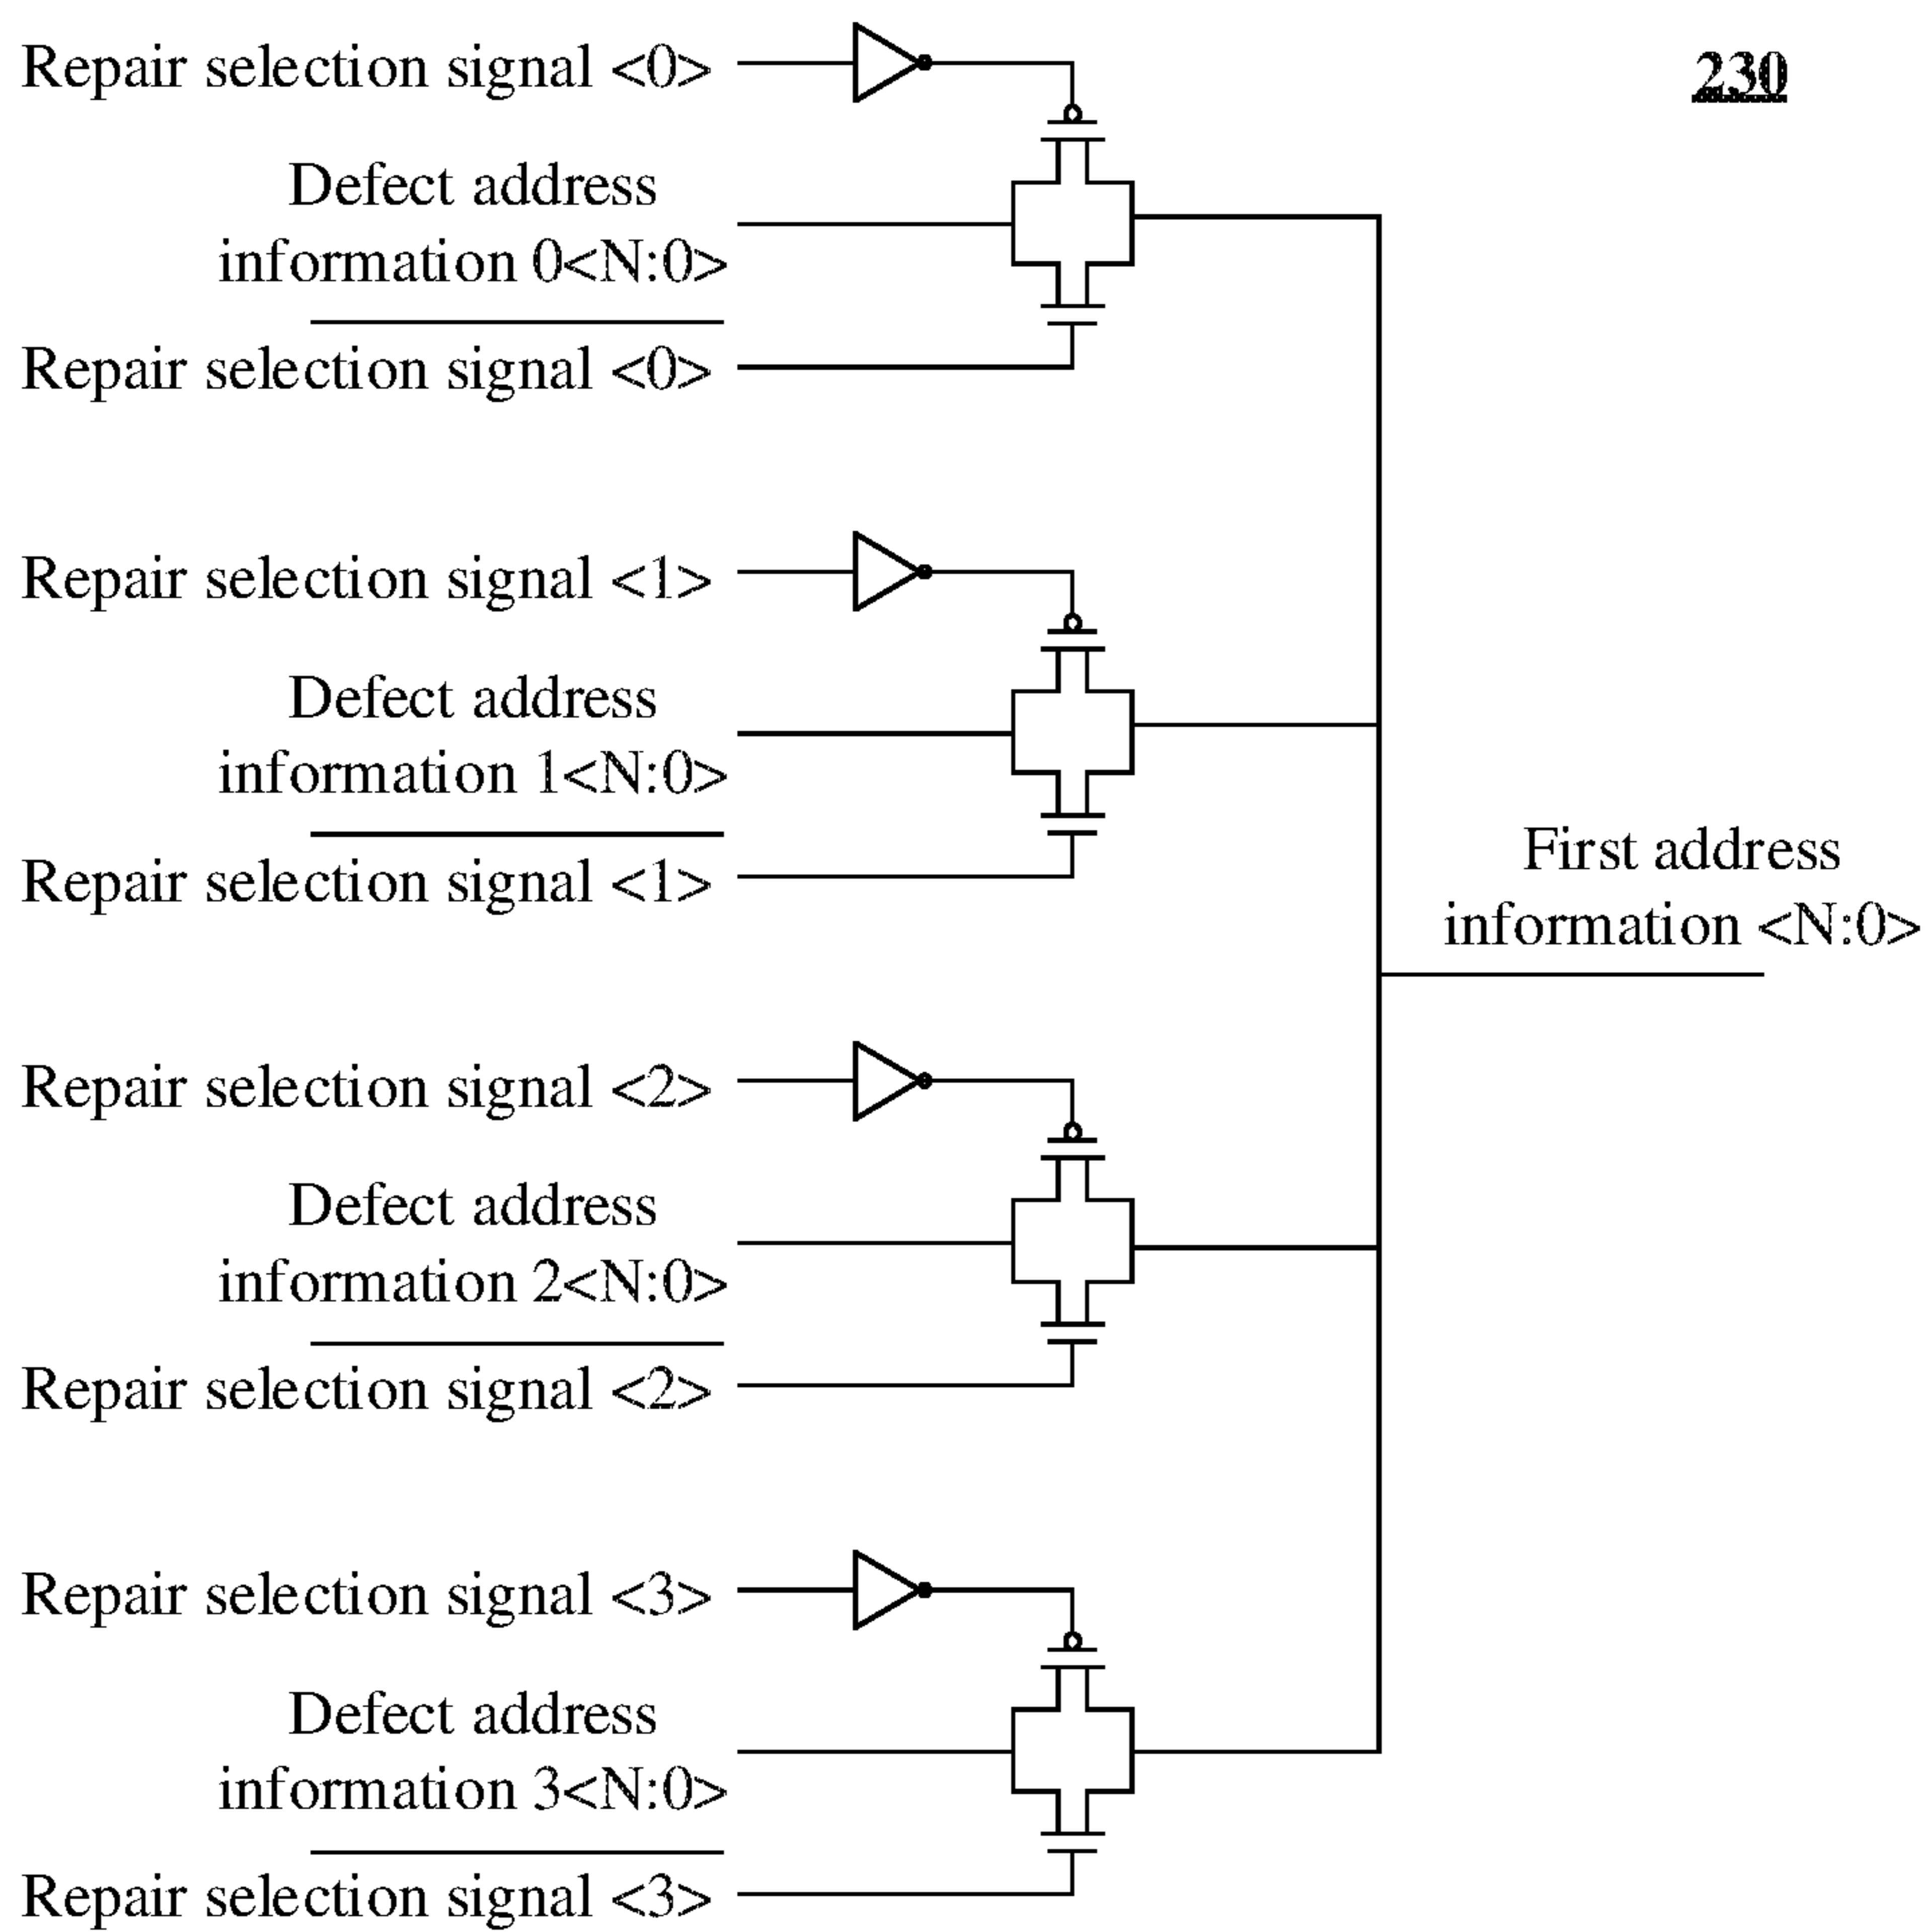 Repair selection signal <0>
230
Defect address
information 0<N:0>
Repair selection signal <0>
Repair selection signal <1>
Defect address
information 1<N:0>
Repair selection signal <1>
First address
information <N:0>
Repair selection signal <2>
Defect address
information 2<N:0>
Repair selection signal <2>
Repair selection signal <3>
Defect address
information 3<N:0>
Repair selection signal <3>